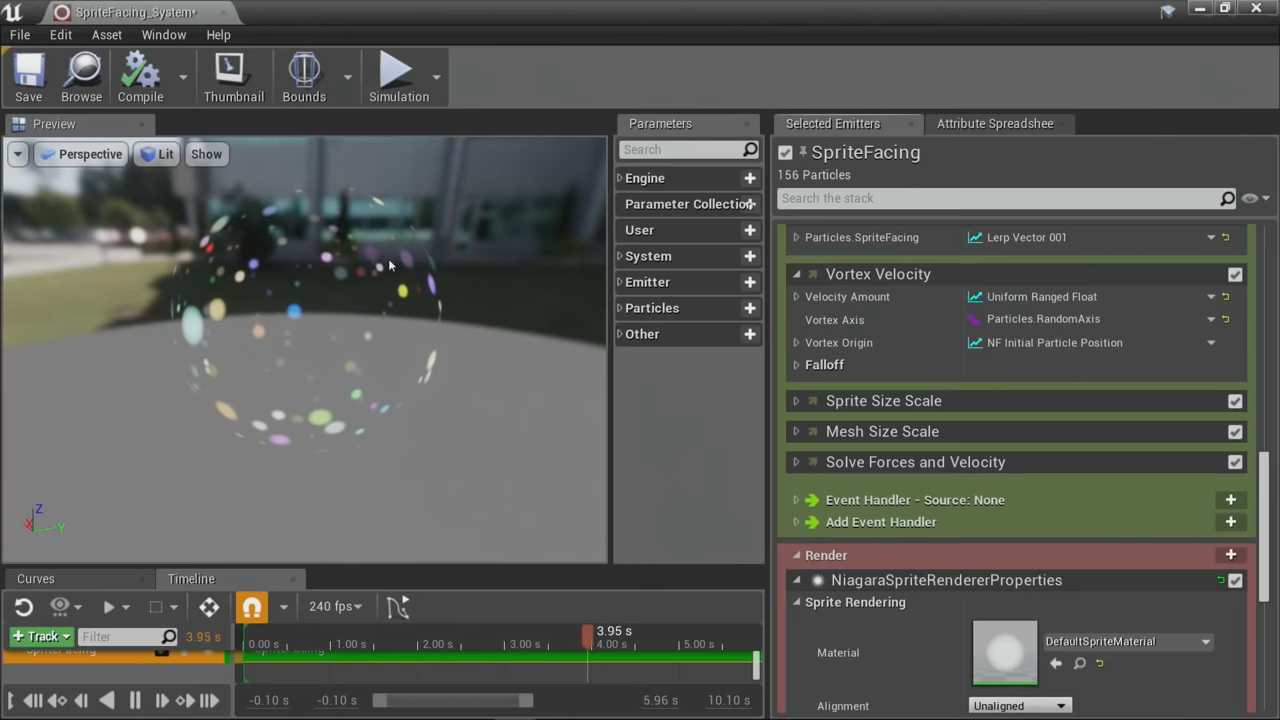 SpriteFacing_System*
File Edit Asset Window Help
Save Browse Compile Thumbnail Bounds Simulation
Preview
Perspective Lit Show
Parameters
Search
Engine
Parameter Collection
User
System
Emitter
Particles
Other
Z
X
Y
Selected Emitters Attribute Spreadshee
SpriteFacing
156 Particles
Search the stack
Particles.SpriteFacing Lerp Vector 001
Vortex Velocity
Velocity Amount Uniform Ranged Float
Vortex Axis Particles.RandomAxis
Vortex Origin NF Initial Particle Position
Falloff
Sprite Size Scale
Mesh Size Scale
Solve Forces and Velocity
Event Handler - Source: None
Add Event Handler
Render
NiagaraSpriteRendererProperties
Sprite Rendering
Material DefaultSpriteMaterial
Alignment Unaligned
Curves Timeline
240 fps
Track Filter 3.95 s
3.95 s
0.00 s 1.00 s 2.00 s 3.00 s 4.00 s 5.00 s
SpriteFacing
-0.10 s -0.10 s 5.96 s 10.10 s